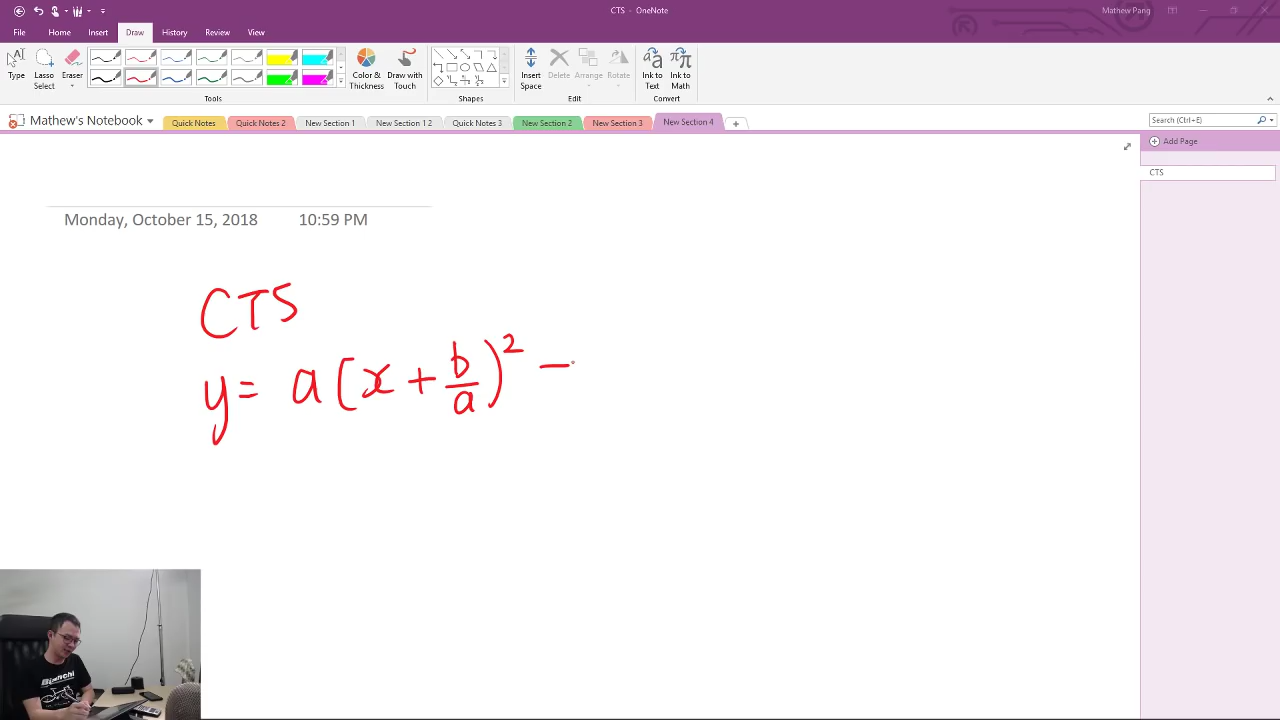 CTS - OneNote
Mathew Pang
File Home Insert Draw History Review View
Type Lasso Select Eraser Color & Thickness Draw with Touch Insert Space Delete Arrange Rotate Ink to Text Ink to Math
Tools Shapes Edit Convert
Mathew's Notebook Quick Notes Quick Notes 2 New Section 1 New Section 1 2 Quick Notes 3 New Section 2 New Section 3 New Section 4 Search (Ctrl+E)
Add Page
CTS
Monday, October 15, 2018 10:59 PM
CTS
y = a(x + b/a)² −
Bianchi